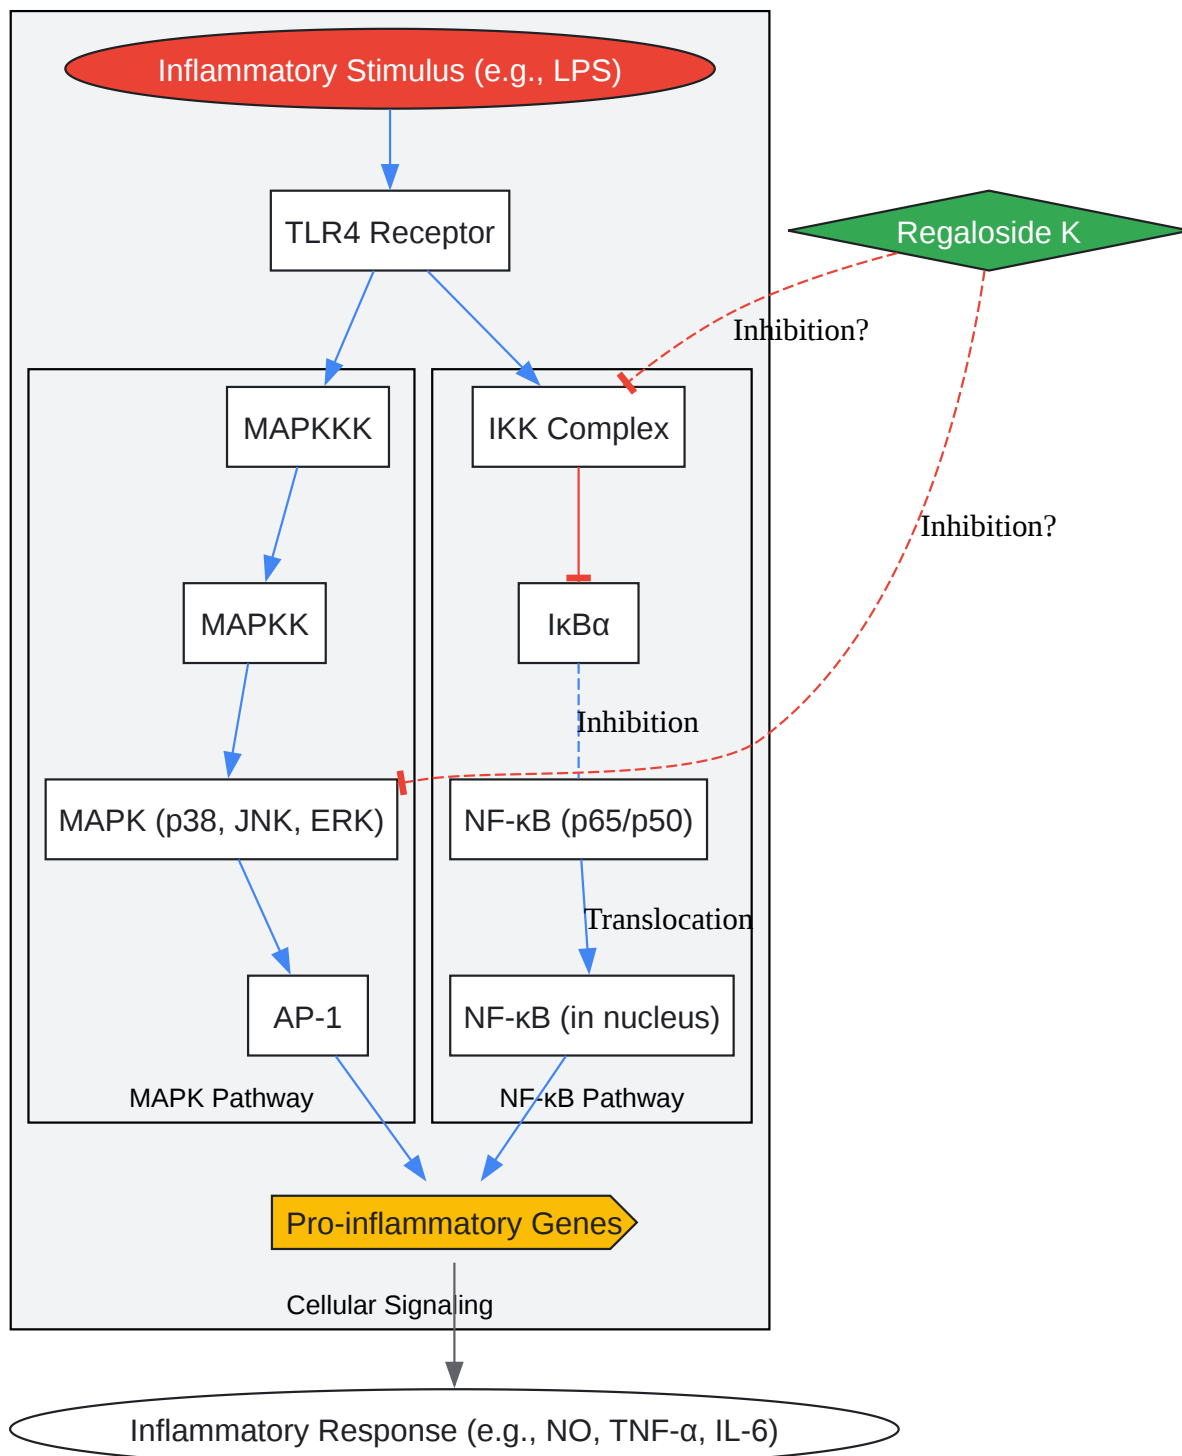 Inflammatory Stimulus (e.g., LPS)
TLR4 Receptor
Regaloside K
Inhibition?
MAPKKK
IKK Complex
Inhibition?
MAPKK
IκBα
Inhibition
MAPK (p38, JNK, ERK)
NF-κB (p65/p50)
Translocation
AP-1
NF-κB (in nucleus)
MAPK Pathway
NF-κB Pathway
Pro-inflammatory Genes
Cellular Signaling
Inflammatory Response (e.g., NO, TNF-α, IL-6)